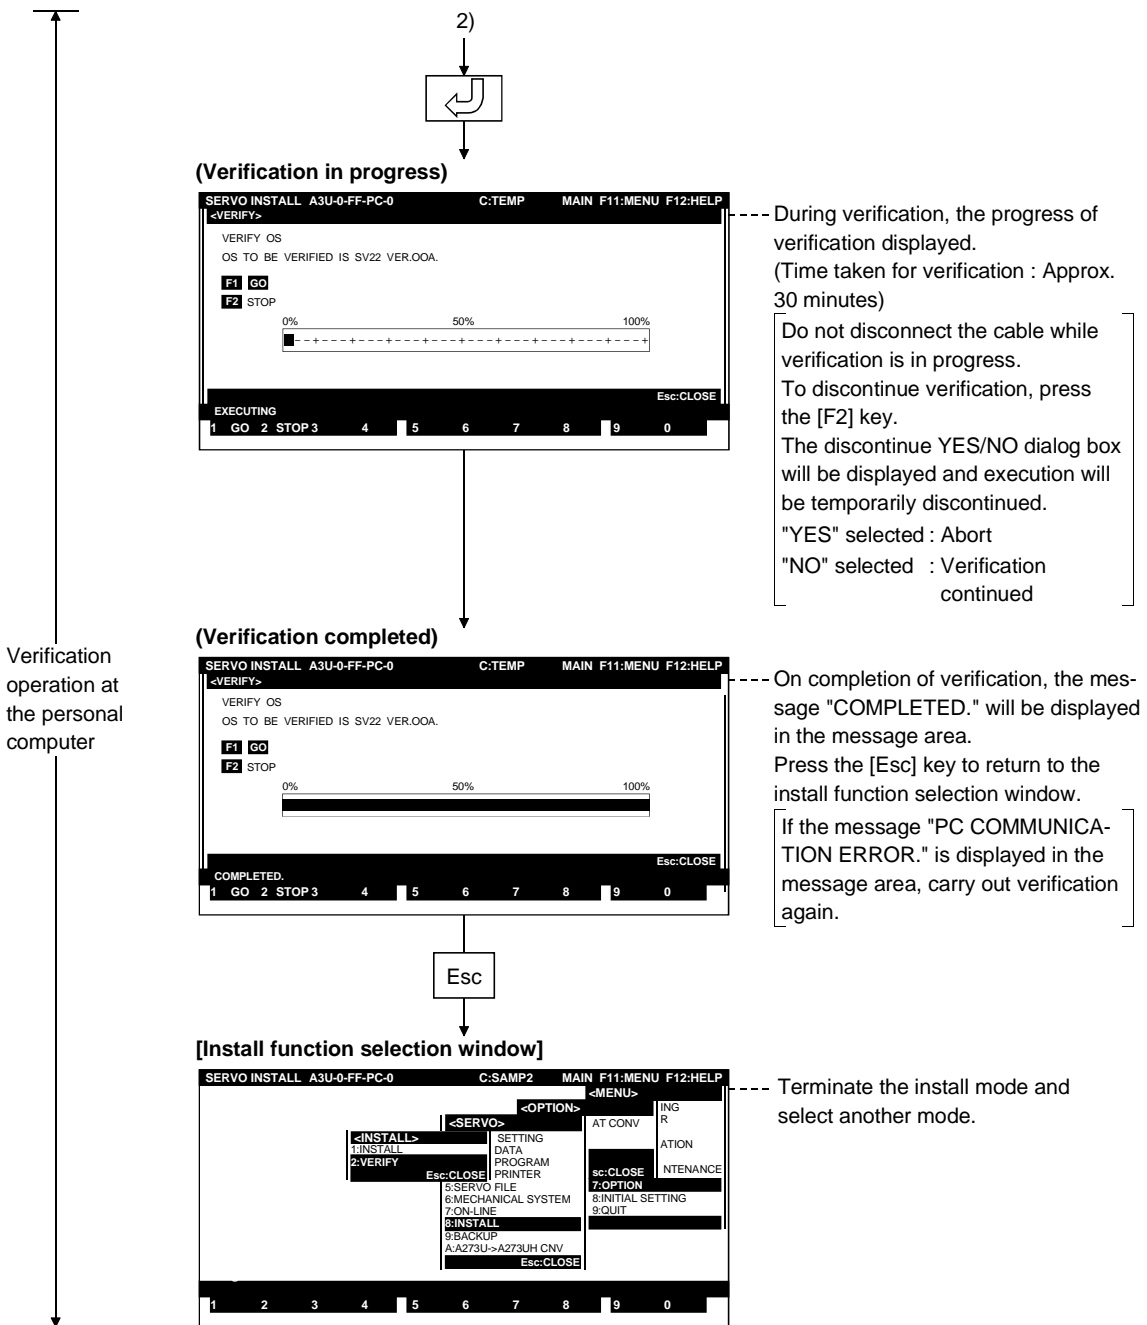 2)
(Verification in progress)
SERVO INSTALL A3U-0-FF-PC-0 C:TEMP MAIN F11:MENU F12:HELP
<VERIFY>
VERIFY OS
OS TO BE VERIFIED IS SV22 VER.OOA.
F1 GO
F2 STOP
0% 50% 100%
Esc:CLOSE
EXECUTING
1 GO 2 STOP 3 4 5 6 7 8 9 0
During verification, the progress of
verification displayed.
(Time taken for verification : Approx.
30 minutes)
Do not disconnect the cable while
verification is in progress.
To discontinue verification, press
the [F2] key.
The discontinue YES/NO dialog box
will be displayed and execution will
be temporarily discontinued.
"YES" selected : Abort
"NO" selected : Verification
continued
Verification
operation at
the personal
computer
(Verification completed)
SERVO INSTALL A3U-0-FF-PC-0 C:TEMP MAIN F11:MENU F12:HELP
<VERIFY>
VERIFY OS
OS TO BE VERIFIED IS SV22 VER.OOA.
F1 GO
F2 STOP
0% 50% 100%
Esc:CLOSE
COMPLETED.
1 GO 2 STOP 3 4 5 6 7 8 9 0
On completion of verification, the mes-
sage "COMPLETED." will be displayed
in the message area.
Press the [Esc] key to return to the
install function selection window.
If the message "PC COMMUNICA-
TION ERROR." is displayed in the
message area, carry out verification
again.
Esc
[Install function selection window]
SERVO INSTALL A3U-0-FF-PC-0 C:SAMP2 MAIN F11:MENU F12:HELP
<MENU>
<OPTION> ING
<SERVO> AT CONV R
<INSTALL> SETTING
1:INSTALL DATA ATION
2:VERIFY PROGRAM
Esc:CLOSE PRINTER sc:CLOSE NTENANCE
5:SERVO FILE 7:OPTION
6:MECHANICAL SYSTEM 8:INITIAL SETTING
7:ON-LINE 9:QUIT
8:INSTALL
9:BACKUP
A:A273U->A273UH CNV
Esc:CLOSE
1 2 3 4 5 6 7 8 9 0
Terminate the install mode and
select another mode.